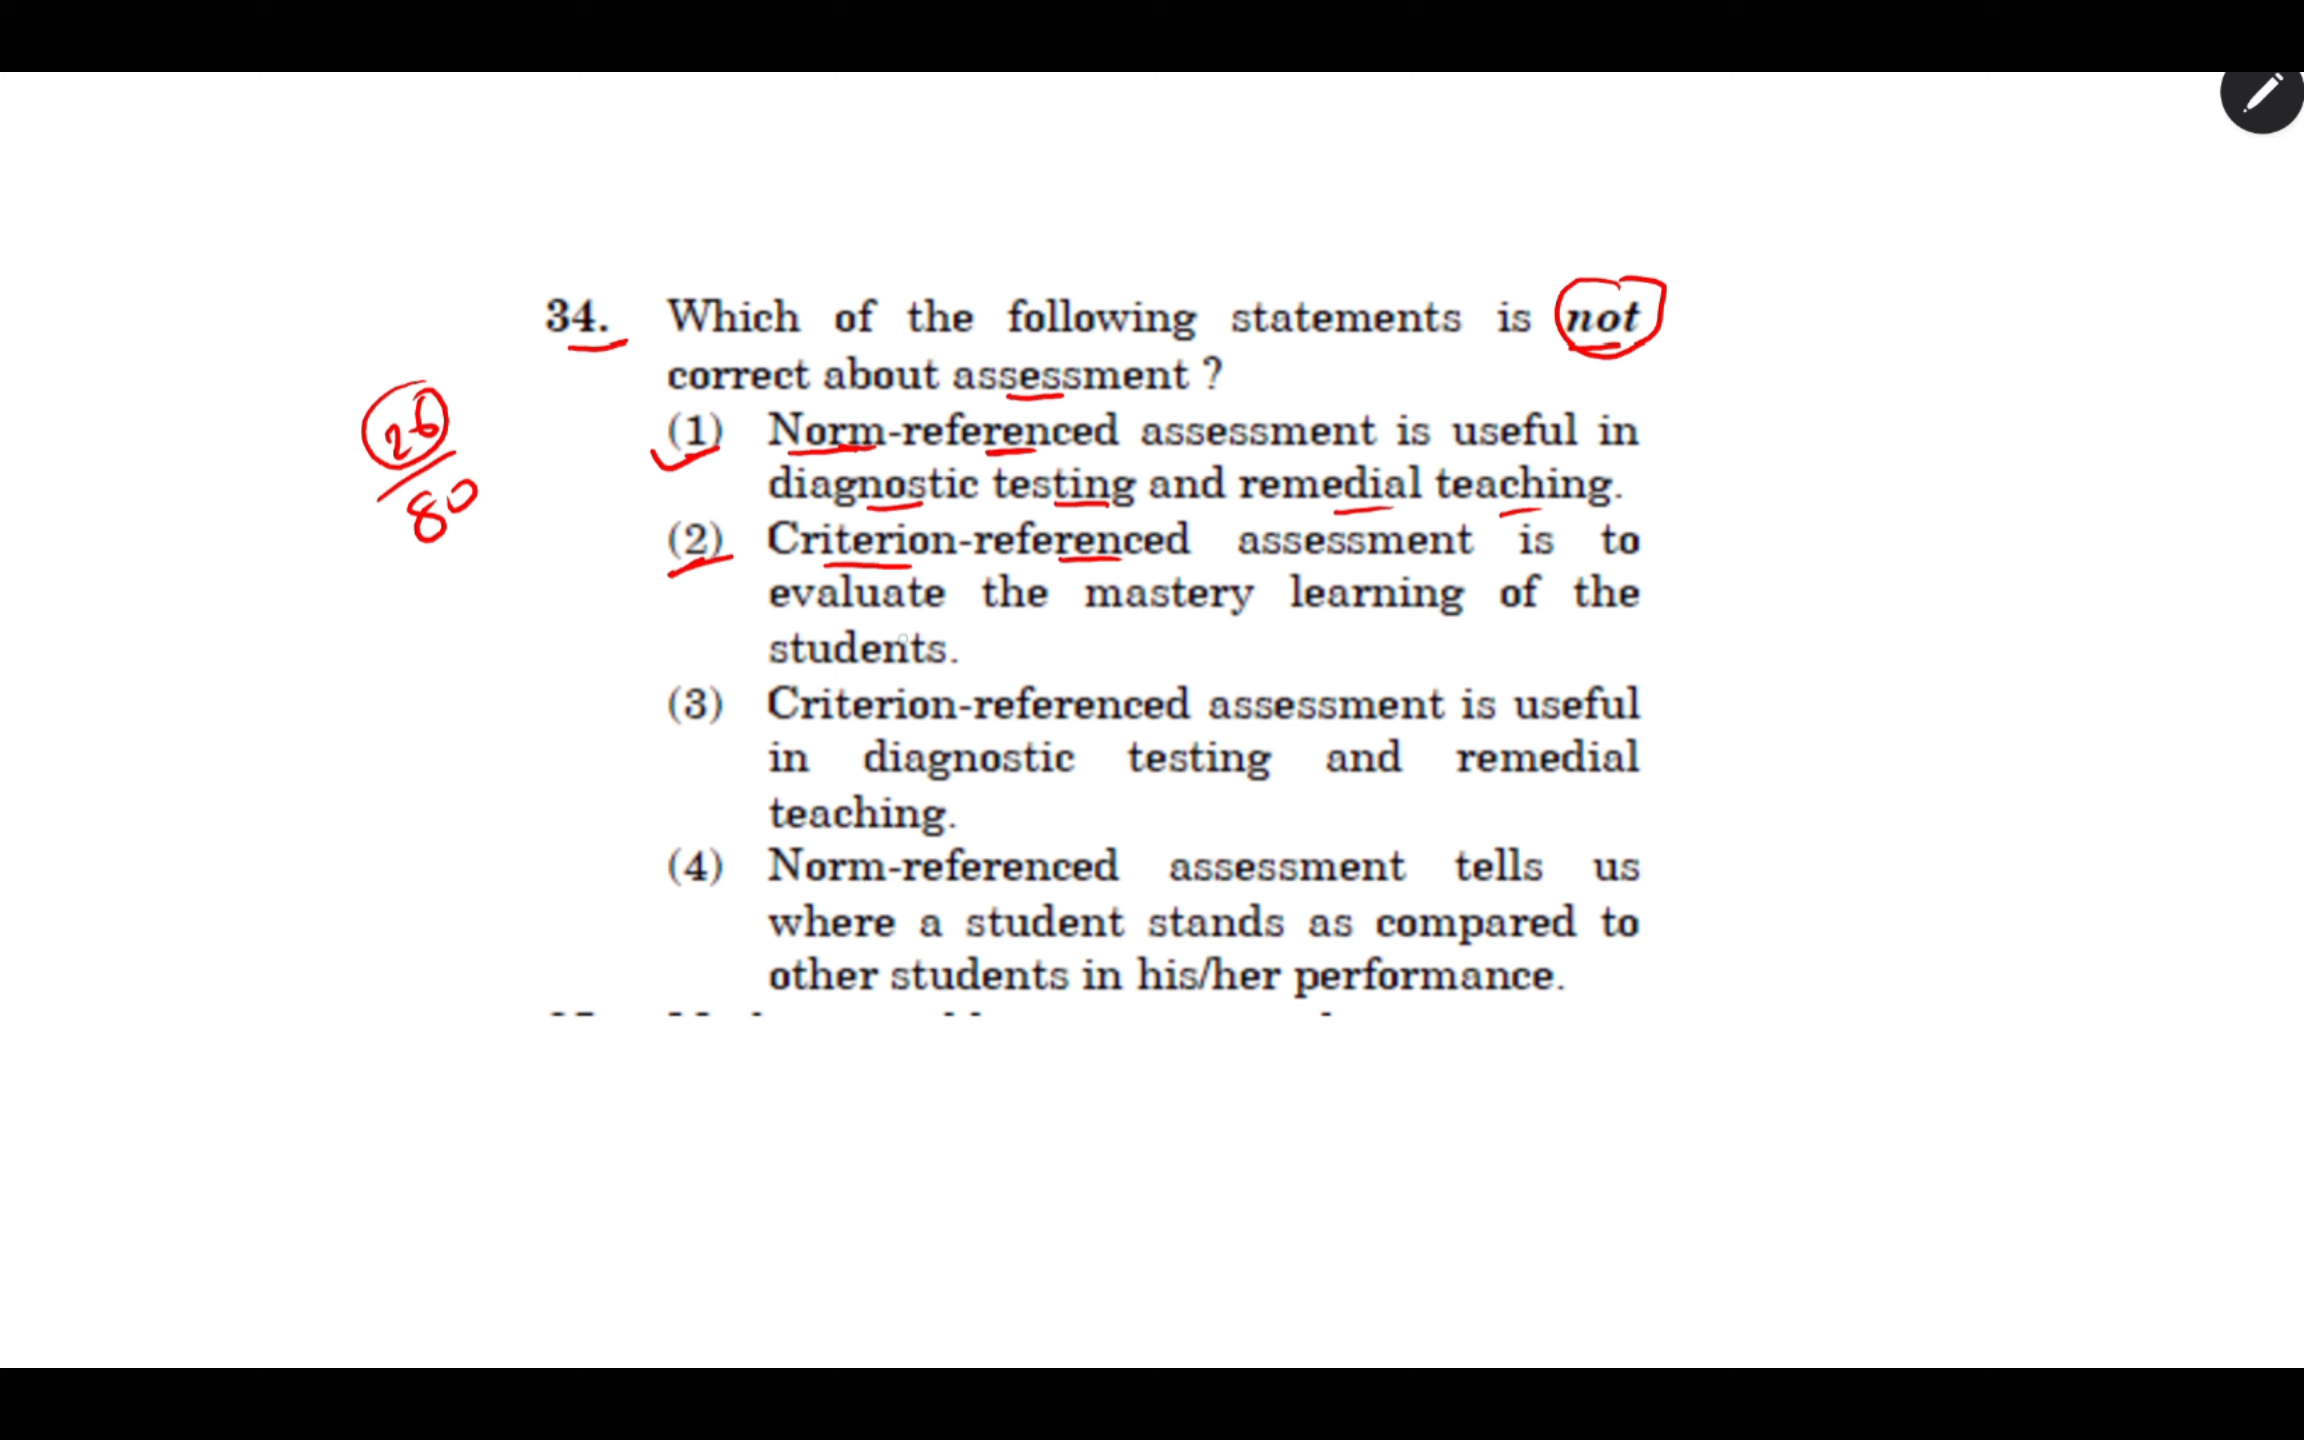 34. Which of the following statements is not
correct about assessment ?
(1) Norm-referenced assessment is useful in
diagnostic testing and remedial teaching.
26
80
(2) Criterion-referenced assessment is to
evaluate the mastery learning of the
students.
(3) Criterion-referenced assessment is useful
in diagnostic testing and remedial
teaching.
(4) Norm-referenced assessment tells us
where a student stands as compared to
other students in his/her performance.